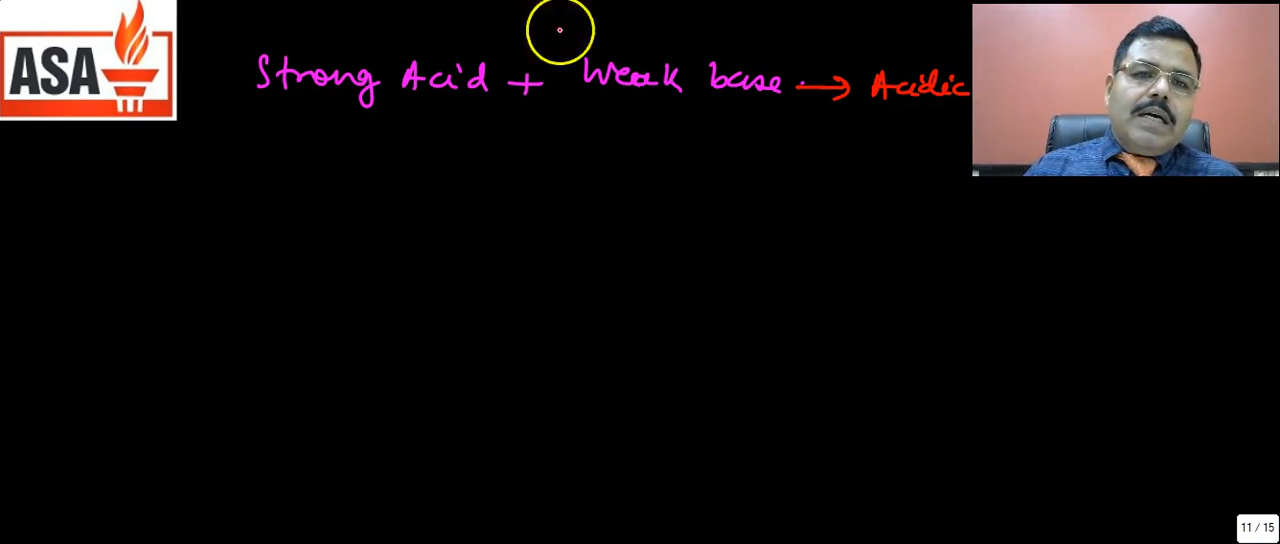 ASA
Strong Acid + Weak base. → Acidic
11 / 15